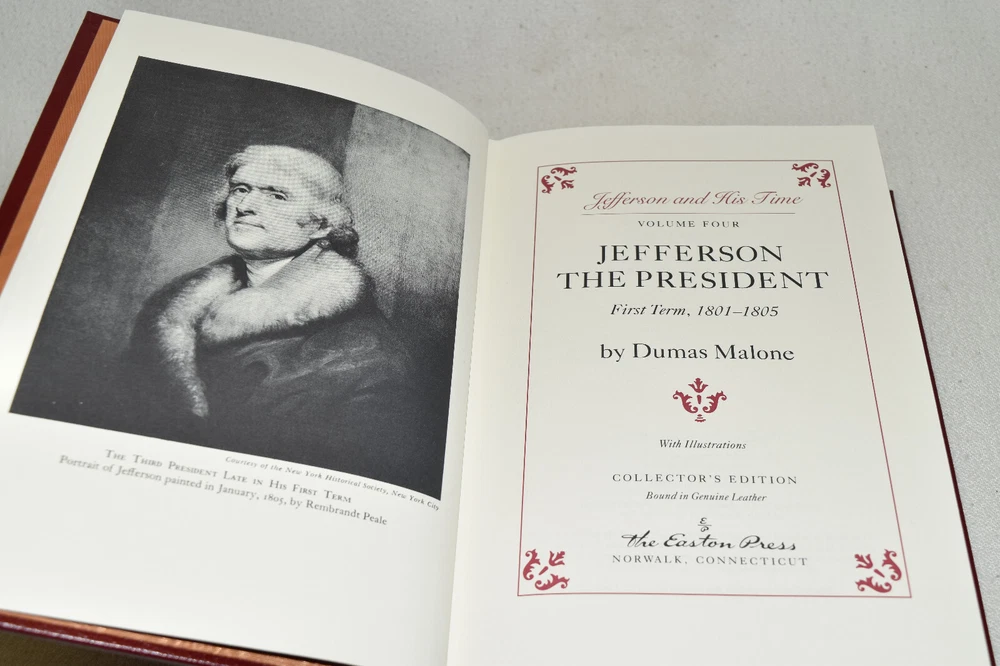 Courtesy of the New York Historical Society, New York City
THE THIRD PRESIDENT LATE IN HIS FIRST TERM
Portrait of Jefferson painted in January, 1805, by Rembrandt Peale
Jefferson and His Time
VOLUME FOUR
JEFFERSON
THE PRESIDENT
First Term, 1801–1805
by Dumas Malone
With Illustrations
COLLECTOR'S EDITION
Bound in Genuine Leather
E
P
the Easton Press
NORWALK, CONNECTICUT